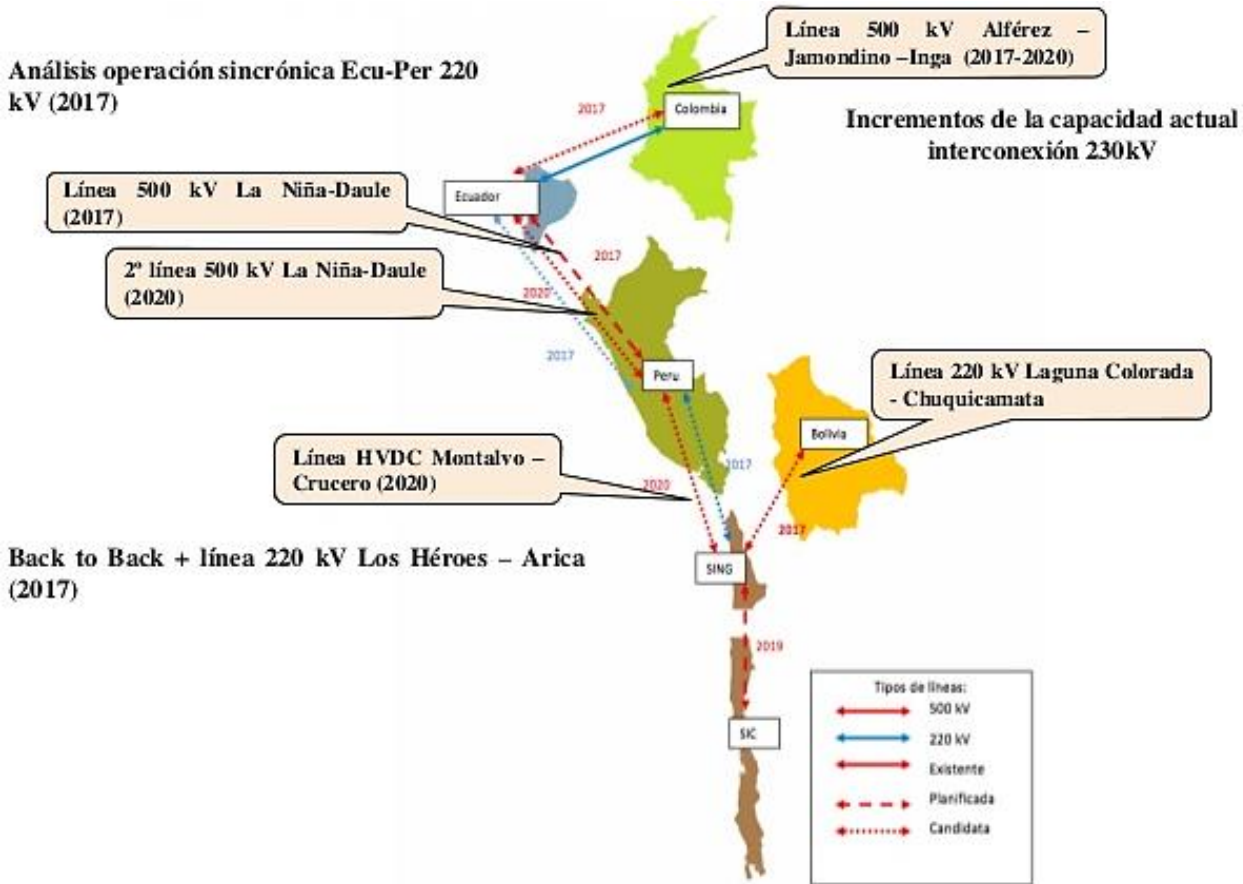 Línea 500 kV Alférez –
Jamondino –Inga (2017-2020)
Análisis operación sincrónica Ecu-Per 220
kV (2017)
2017
Colombia
Incrementos de la capacidad actual
interconexión 230kV
Línea 500 kV La Niña-Daule
(2017)
Ecuador
2º línea 500 kV La Niña-Daule
(2020)
2017
2020
2017
Peru
Línea 220 kV Laguna Colorada
- Chuquicamata
Bolivia
Línea HVDC Montalvo –
Crucero (2020)
2017
2020
2017
Back to Back + línea 220 kV Los Héroes – Arica
(2017)
SING
2019
SIC
Tipos de líneas:
500 kV
220 kV
Existente
Planificada
Candidata